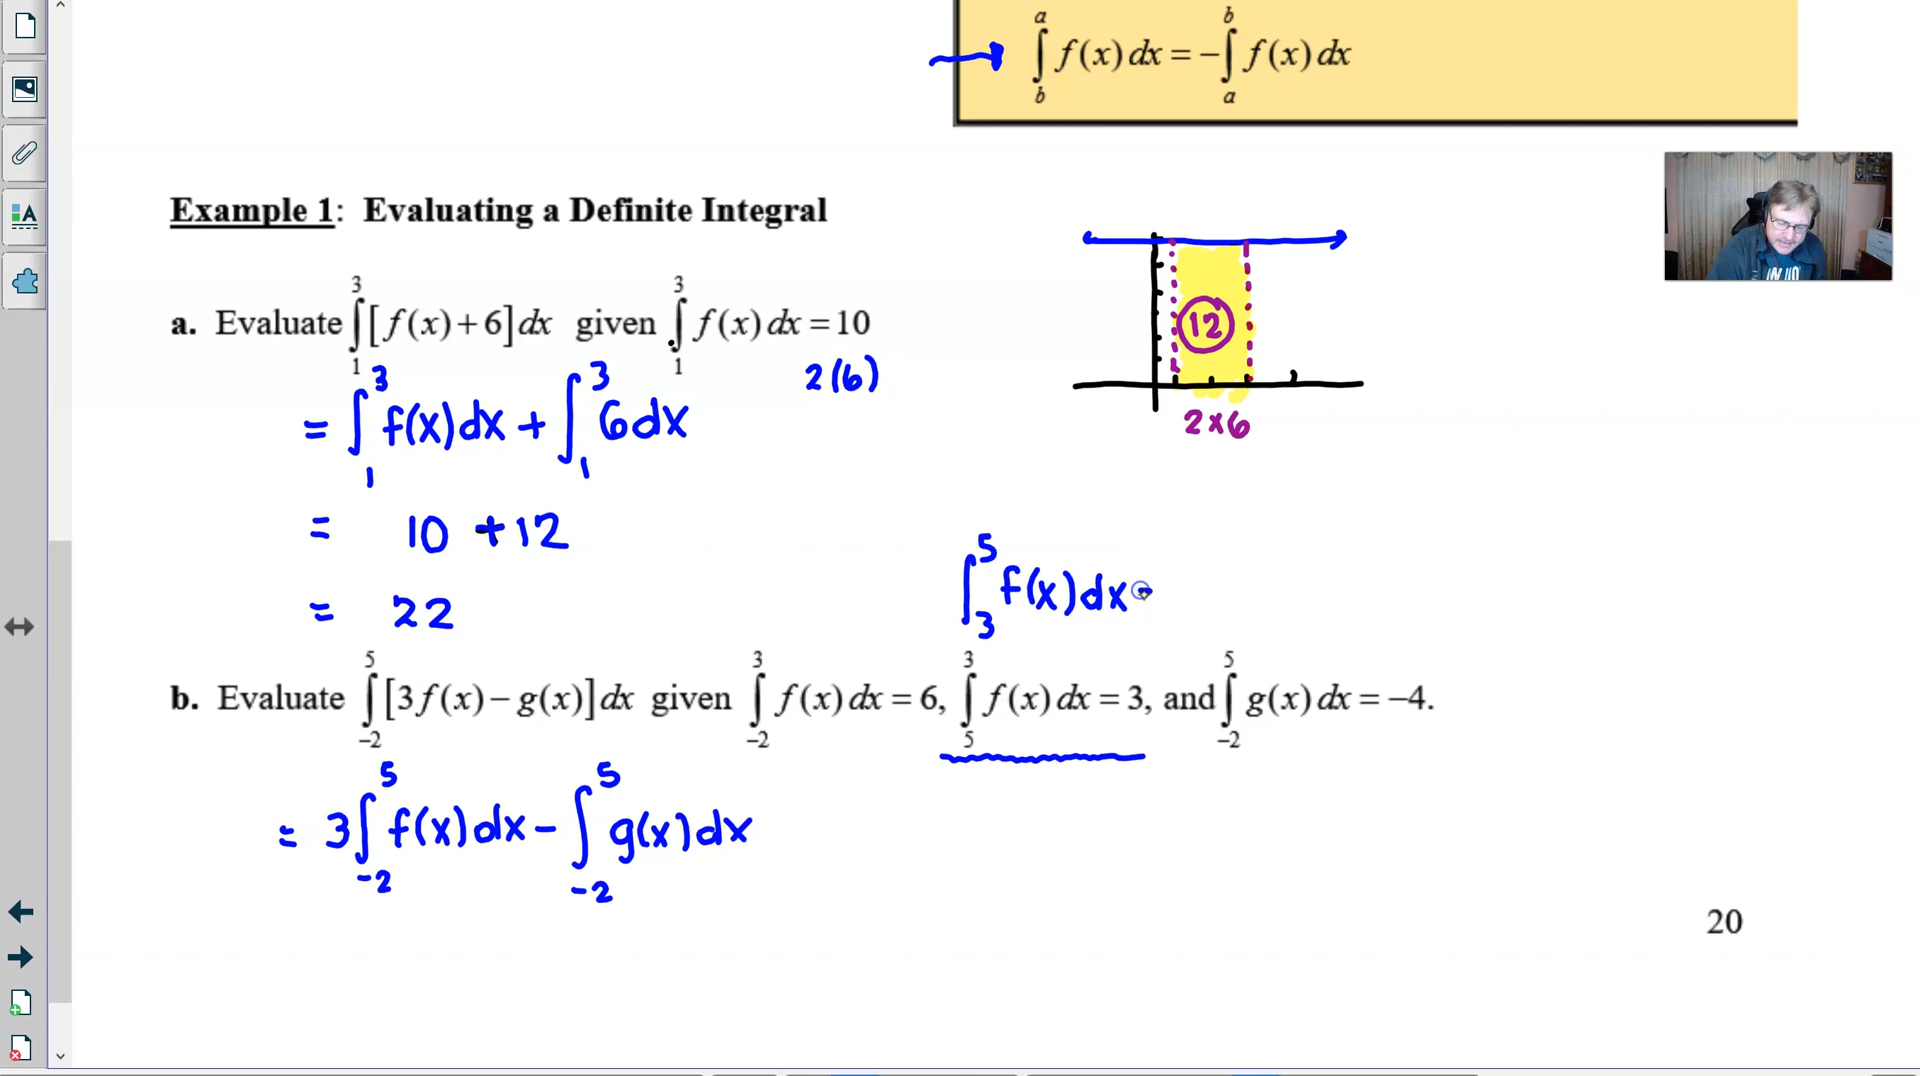 ∫_b^a f(x) dx = −∫_a^b f(x) dx
Example 1: Evaluating a Definite Integral
a. Evaluate ∫_1^3 [f(x)+6] dx given ∫_1^3 f(x) dx = 10
2(6)
= ∫_1^3 f(x)dx + ∫_1^3 6dx
12
2×6
= 10 + 12
= 22
∫_3^5 f(x)dx =
b. Evaluate ∫_{−2}^5 [3f(x) − g(x)] dx given ∫_{−2}^3 f(x) dx = 6, ∫_5^3 f(x) dx = 3, and ∫_{−2}^5 g(x) dx = −4.
= 3∫_{-2}^5 f(x)dx − ∫_{-2}^5 g(x)dx
20